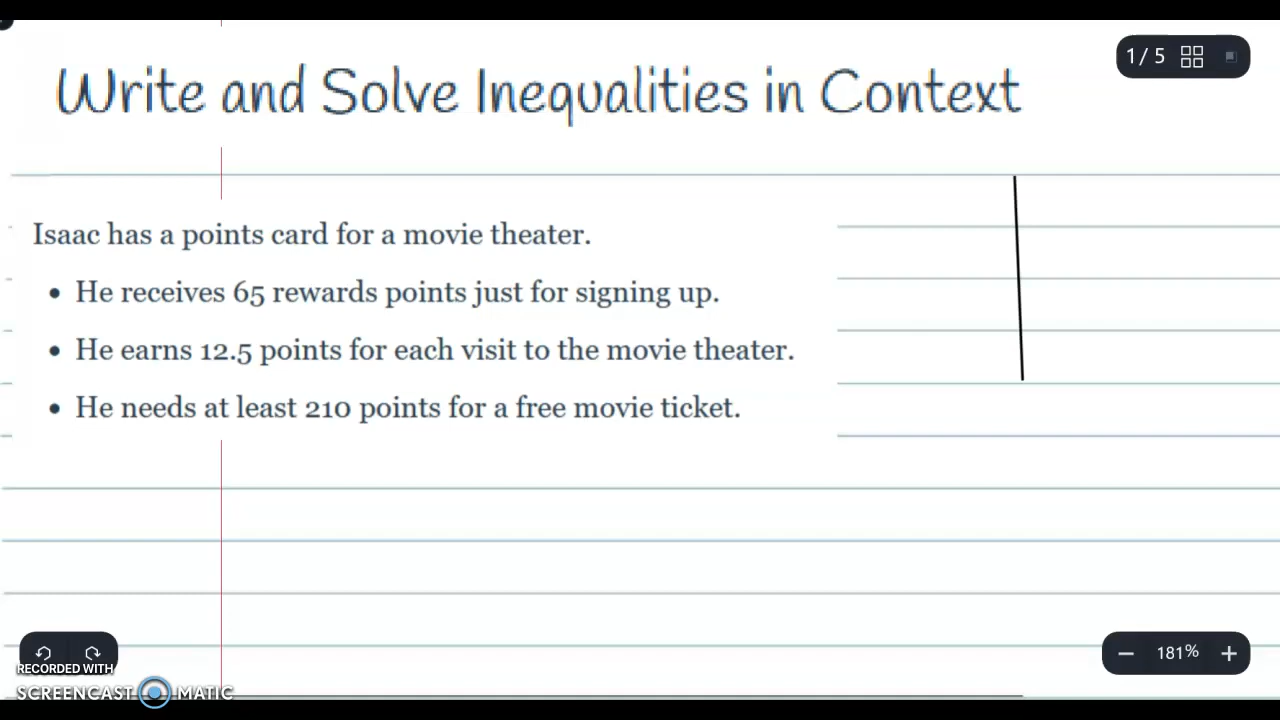 1 / 5
Write and Solve Inequalities in Context
Isaac has a points card for a movie theater.
• He receives 65 rewards points just for signing up.
• He earns 12.5 points for each visit to the movie theater.
• He needs at least 210 points for a free movie ticket.
181%
RECORDED WITH
SCREENCAST MATIC